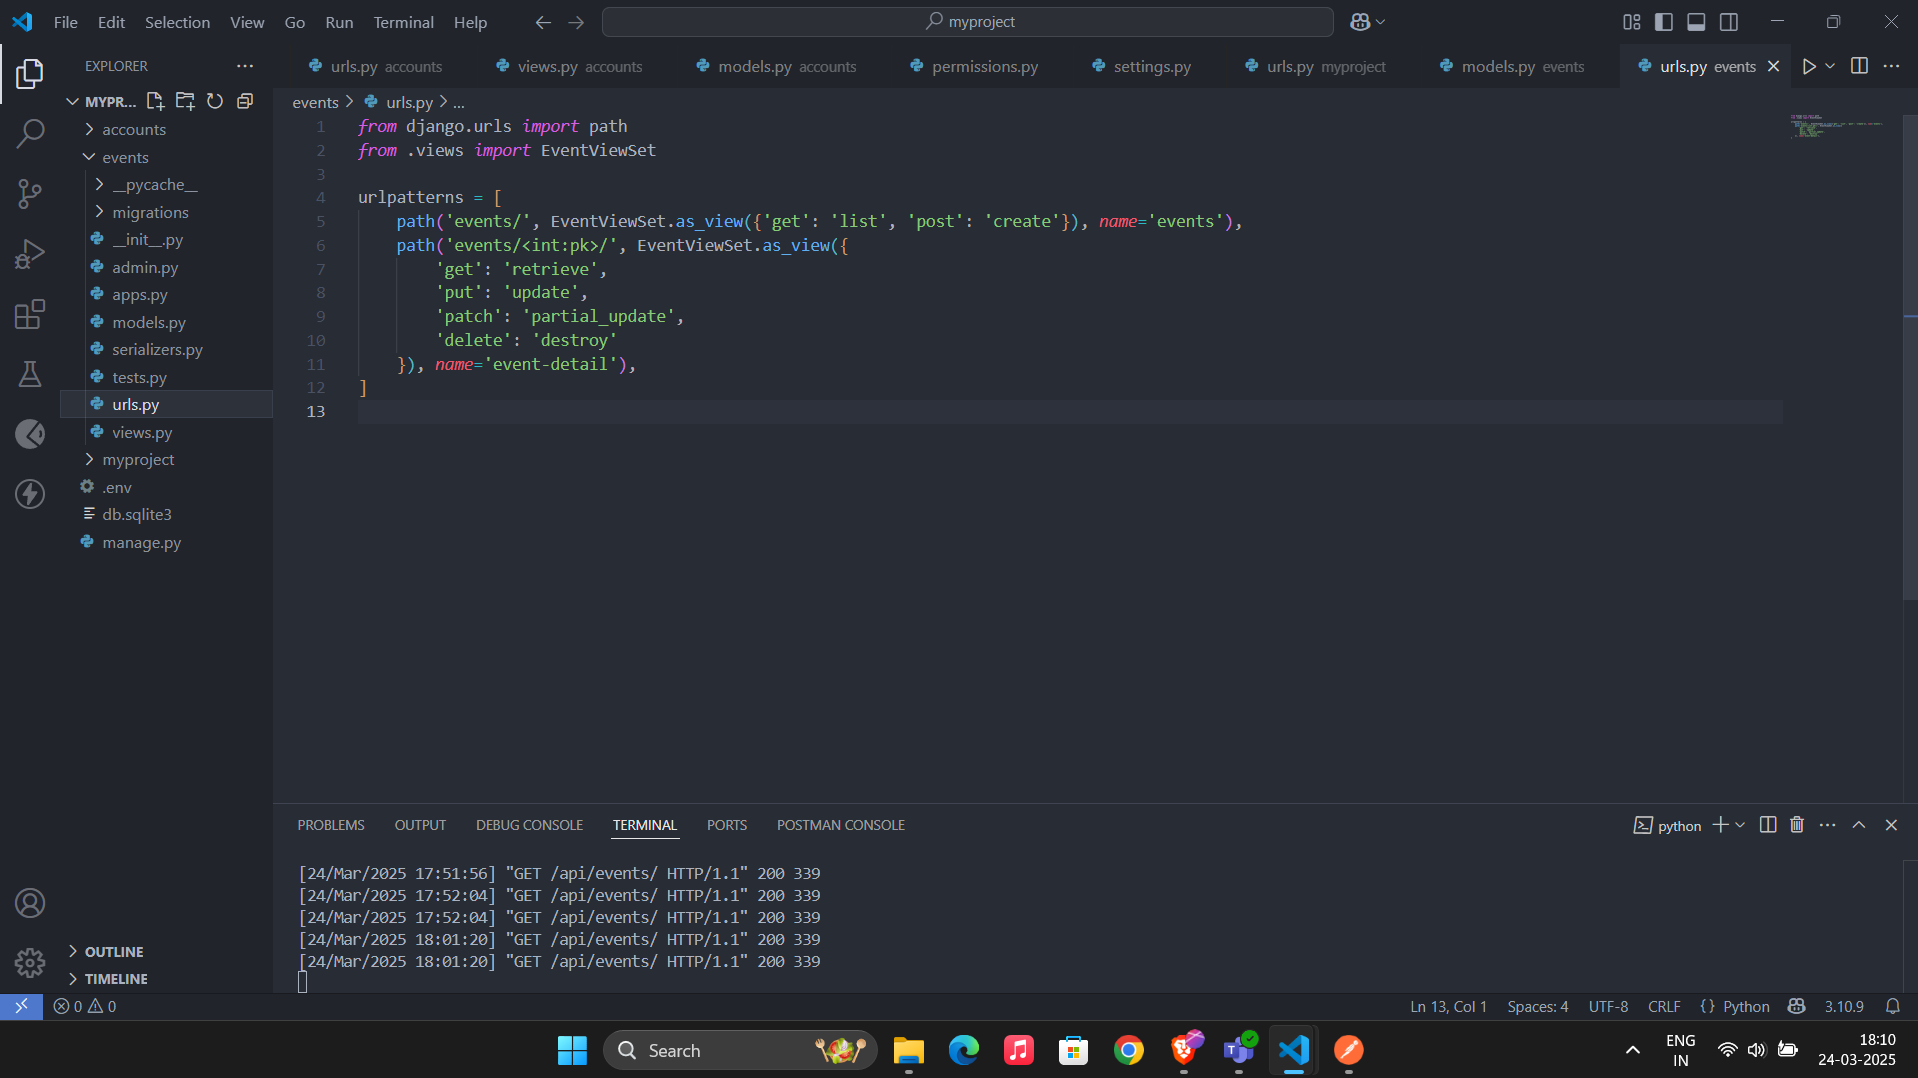 File Edit Selection View Go Run Terminal Help
myproject
EXPLORER
urls.py accounts
views.py accounts
models.py accounts
permissions.py
settings.py
urls.py myproject
models.py events
urls.py events
MYPR...
accounts
events
__pycache__
migrations
__init__.py
admin.py
apps.py
models.py
serializers.py
tests.py
urls.py
views.py
myproject
.env
db.sqlite3
manage.py
OUTLINE
TIMELINE
events > urls.py > ...
1 from django.urls import path
2 from .views import EventViewSet
3
4 urlpatterns = [
5     path('events/', EventViewSet.as_view({'get': 'list', 'post': 'create'}), name='events'),
6     path('events/<int:pk>/', EventViewSet.as_view({
7         'get': 'retrieve',
8         'put': 'update',
9         'patch': 'partial_update',
10         'delete': 'destroy'
11     }), name='event-detail'),
12 ]
13
PROBLEMS OUTPUT DEBUG CONSOLE TERMINAL PORTS POSTMAN CONSOLE
python
[24/Mar/2025 17:51:56] "GET /api/events/ HTTP/1.1" 200 339
[24/Mar/2025 17:52:04] "GET /api/events/ HTTP/1.1" 200 339
[24/Mar/2025 17:52:04] "GET /api/events/ HTTP/1.1" 200 339
[24/Mar/2025 18:01:20] "GET /api/events/ HTTP/1.1" 200 339
[24/Mar/2025 18:01:20] "GET /api/events/ HTTP/1.1" 200 339
0 0
Ln 13, Col 1 Spaces: 4 UTF-8 CRLF {} Python 3.10.9
Search
ENG
IN
18:10
24-03-2025